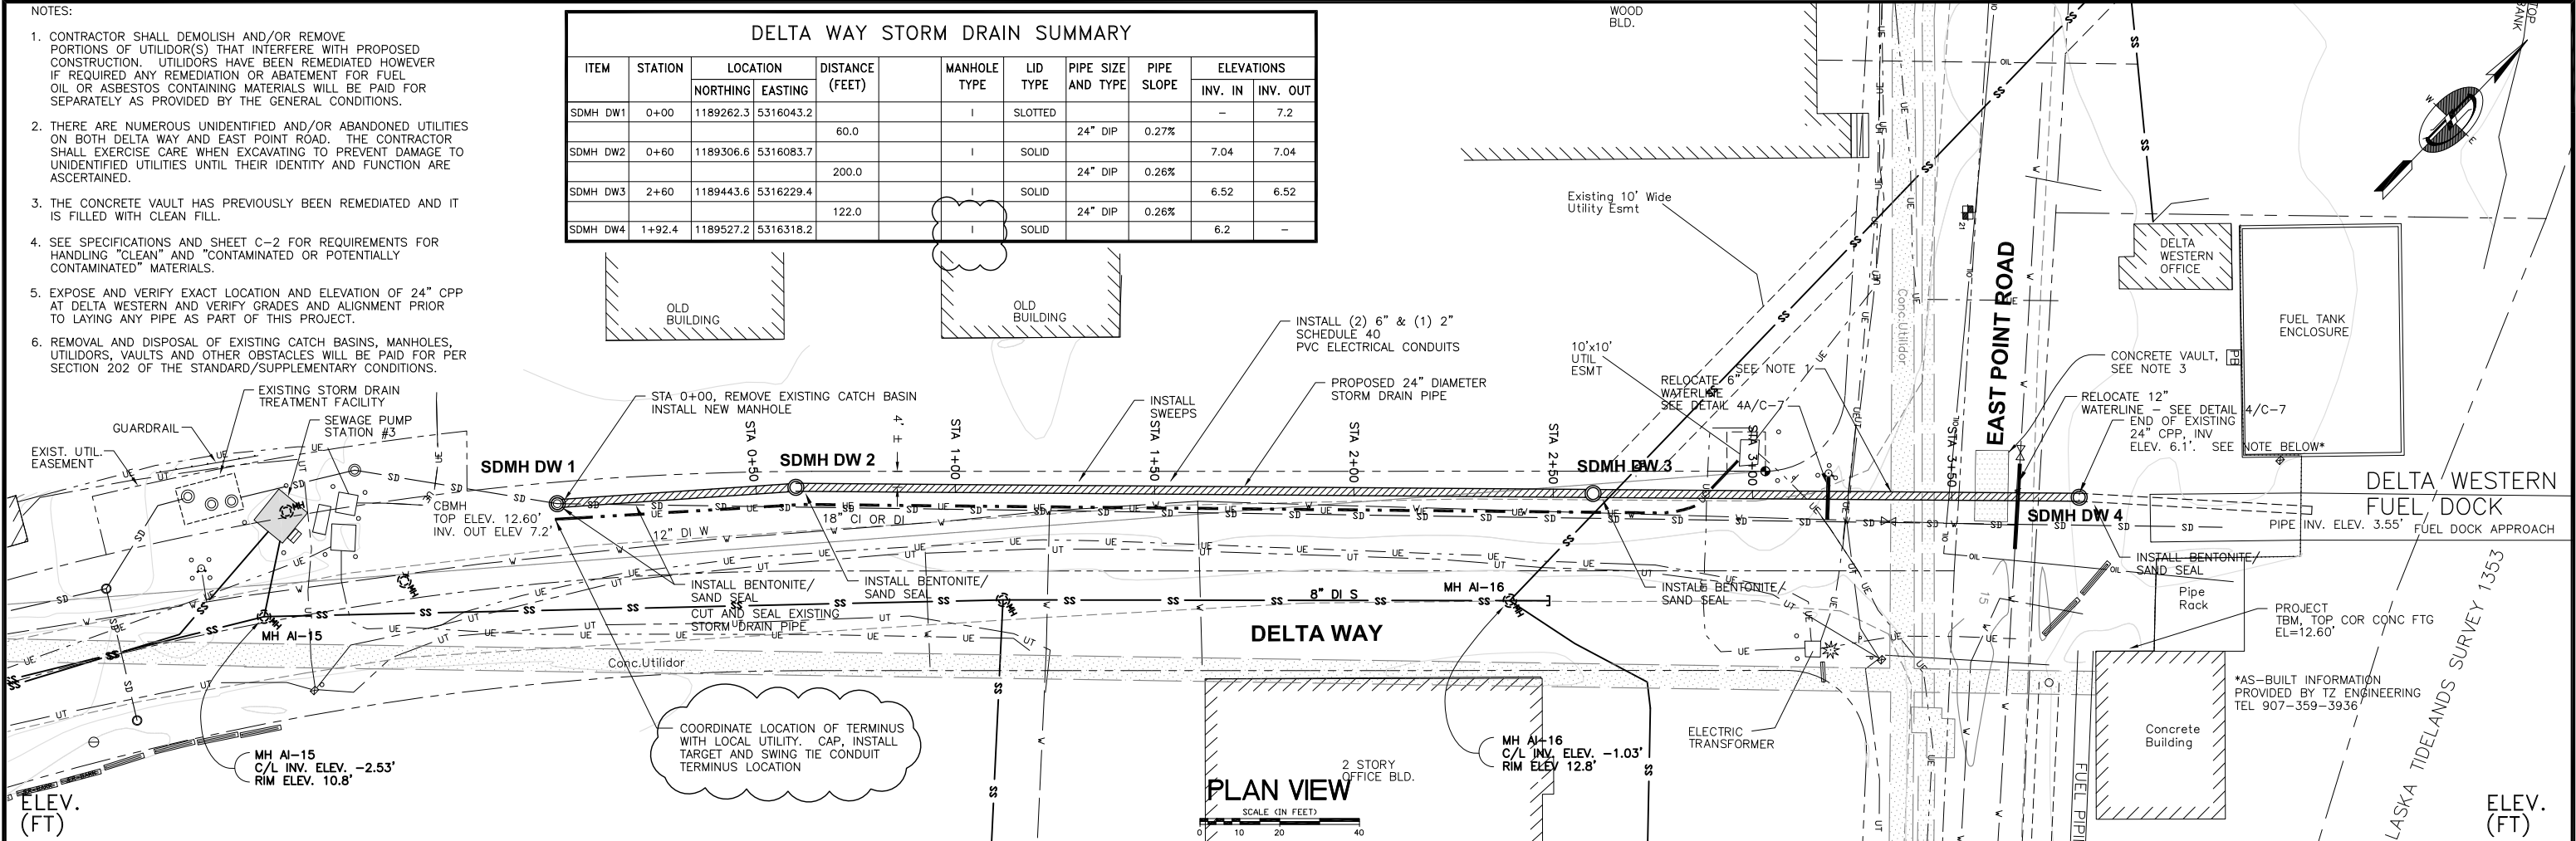 NOTES:
1. CONTRACTOR SHALL DEMOLISH AND/OR REMOVE
PORTIONS OF UTILIDOR(S) THAT INTERFERE WITH PROPOSED
CONSTRUCTION. UTILIDORS HAVE BEEN REMEDIATED HOWEVER
IF REQUIRED ANY REMEDIATION OR ABATEMENT FOR FUEL
OIL OR ASBESTOS CONTAINING MATERIALS WILL BE PAID FOR
SEPARATELY AS PROVIDED BY THE GENERAL CONDITIONS.
2. THERE ARE NUMEROUS UNIDENTIFIED AND/OR ABANDONED UTILITIES
ON BOTH DELTA WAY AND EAST POINT ROAD. THE CONTRACTOR
SHALL EXERCISE CARE WHEN EXCAVATING TO PREVENT DAMAGE TO
UNIDENTIFIED UTILITIES UNTIL THEIR IDENTITY AND FUNCTION ARE
ASCERTAINED.
3. THE CONCRETE VAULT HAS PREVIOUSLY BEEN REMEDIATED AND IT
IS FILLED WITH CLEAN FILL.
4. SEE SPECIFICATIONS AND SHEET C-2 FOR REQUIREMENTS FOR
HANDLING "CLEAN" AND "CONTAMINATED OR POTENTIALLY
CONTAMINATED" MATERIALS.
5. EXPOSE AND VERIFY EXACT LOCATION AND ELEVATION OF 24" CPP
AT DELTA WESTERN AND VERIFY GRADES AND ALIGNMENT PRIOR
TO LAYING ANY PIPE AS PART OF THIS PROJECT.
6. REMOVAL AND DISPOSAL OF EXISTING CATCH BASINS, MANHOLES,
UTILIDORS, VAULTS AND OTHER OBSTACLES WILL BE PAID FOR PER
SECTION 202 OF THE STANDARD/SUPPLEMENTARY CONDITIONS.
DELTA WAY STORM DRAIN SUMMARY
ITEM STATION LOCATION DISTANCE (FEET) MANHOLE TYPE LID TYPE PIPE SIZE AND TYPE PIPE SLOPE ELEVATIONS
NORTHING EASTING INV. IN INV. OUT
SDMH DW1 0+00 1189262.3 5316043.2 I SLOTTED - 7.2
60.0 24" DIP 0.27%
SDMH DW2 0+60 1189306.6 5316083.7 I SOLID 7.04 7.04
200.0 24" DIP 0.26%
SDMH DW3 2+60 1189443.6 5316229.4 I SOLID 6.52 6.52
122.0 24" DIP 0.26%
SDMH DW4 1+92.4 1189527.2 5316318.2 I SOLID 6.2 -
WOOD
BLD.
TOP
BANK
OLD
BUILDING
OLD
BUILDING
Existing 10' Wide
Utility Esmt
DELTA
WESTERN
OFFICE
FUEL TANK
ENCLOSURE
PB
EAST POINT ROAD
Conc.Utilidor
INSTALL (2) 6" & (1) 2"
SCHEDULE 40
PVC ELECTRICAL CONDUITS
10'x10'
UTIL
ESMT
SEE NOTE 1
RELOCATE 6"
WATERLINE
SEE DETAIL 4A/C-7
CONCRETE VAULT,
SEE NOTE 3
RELOCATE 12"
WATERLINE – SEE DETAIL 4/C-7
END OF EXISTING
24" CPP, INV
ELEV. 6.1'. SEE NOTE BELOW*
EXISTING STORM DRAIN
TREATMENT FACILITY
SEWAGE PUMP
STATION #3
GUARDRAIL
EXIST. UTIL.
EASEMENT
STA 0+00, REMOVE EXISTING CATCH BASIN
INSTALL NEW MANHOLE
4' ±
PROPOSED 24" DIAMETER
STORM DRAIN PIPE
INSTALL
SWEEPS
STA 0+50
STA 1+00
STA 1+50
STA 2+00
STA 2+50
STA 3+00
STA 3+50
SDMH DW 1
SDMH DW 2
SDMH DW 3
SDMH DW 4
CBMH
TOP ELEV. 12.60'
INV. OUT ELEV 7.2'
12" DI W
18" CI OR DI
DELTA WESTERN
FUEL DOCK
PIPE INV. ELEV. 3.55'
FUEL DOCK APPROACH
INSTALL BENTONITE/
SAND SEAL
CUT AND SEAL EXISTING
STORM DRAIN PIPE
INSTALL BENTONITE/
SAND SEAL
INSTALL BENTONITE/
SAND SEAL
INSTALL BENTONITE/
SAND SEAL
8" DI S
MH AI-16
MH AI-15
DELTA WAY
Conc.Utilidor
15
Pipe
Rack
PROJECT
TBM, TOP COR CONC FTG
EL=12.60'
*AS-BUILT INFORMATION
PROVIDED BY TZ ENGINEERING
TEL 907-359-3936
Concrete
Building
LASKA TIDELANDS SURVEY 1353
COORDINATE LOCATION OF TERMINUS
WITH LOCAL UTILITY. CAP, INSTALL
TARGET AND SWING TIE CONDUIT
TERMINUS LOCATION
MH AI-15
C/L INV. ELEV. -2.53'
RIM ELEV. 10.8'
MH AI-16
C/L INV. ELEV. -1.03'
RIM ELEV 12.8'
2 STORY
OFFICE BLD.
ELECTRIC
TRANSFORMER
FUEL PIPI
PLAN VIEW
SCALE (IN FEET)
0 10 20 40
ELEV.
(FT)
ELEV.
(FT)